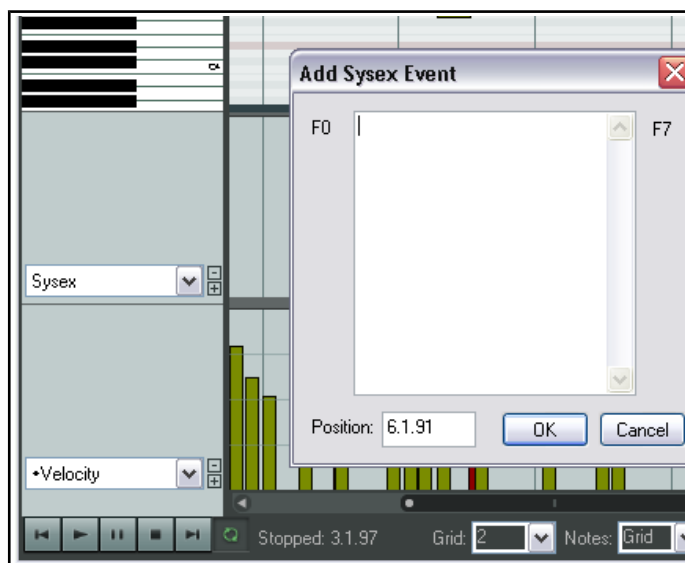 Add Sysex Event
F0
F7
Sysex
Position: 6.1.91 OK Cancel
•Velocity
Stopped: 3.1.97 Grid: 2 Notes: Grid